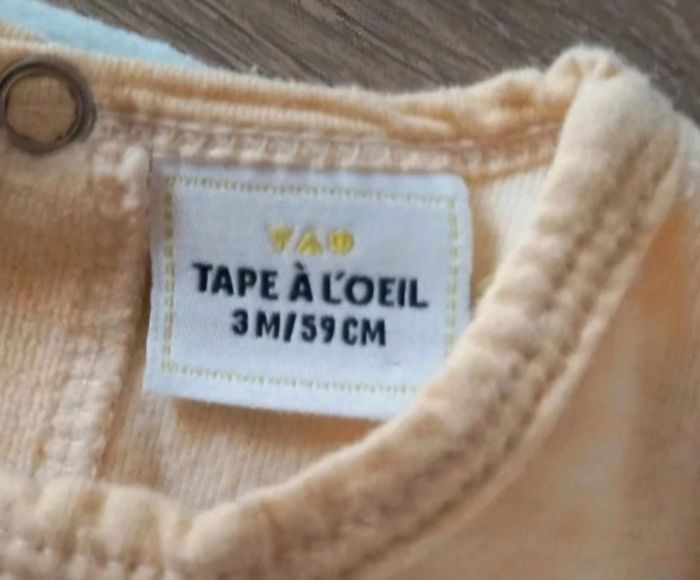 TAO
TAPE À L'OEIL
3 M/59 CM